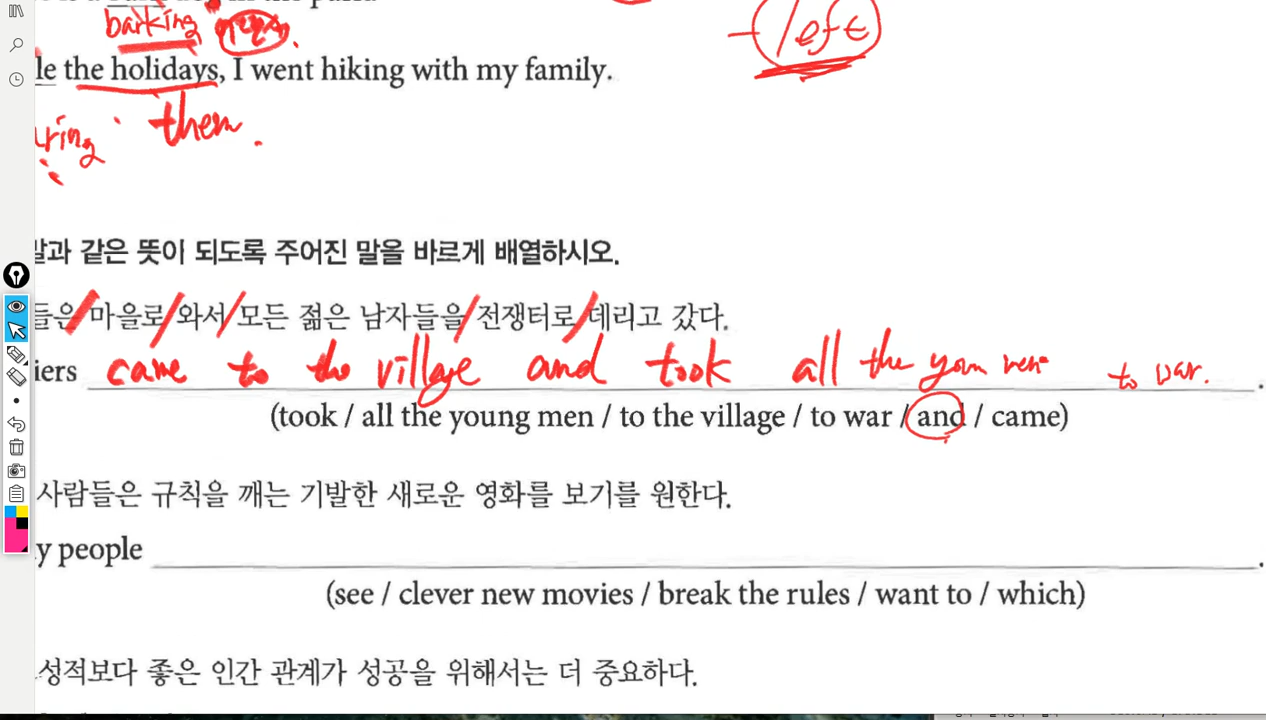 barking
left
le the holidays, I went hiking with my family.
ring them.
말과 같은 뜻이 되도록 주어진 말을 바르게 배열하시오.
들은 / 마을로 / 와서 / 모든 젊은 남자들을 / 전쟁터로 / 데리고 갔다.
iers came to the village and took all the youn men to war. .
(took / all the young men / to the village / to war / and / came)
사람들은 규칙을 깨는 기발한 새로운 영화를 보기를 원한다.
y people .
(see / clever new movies / break the rules / want to / which)
성적보다 좋은 인간 관계가 성공을 위해서는 더 중요하다.